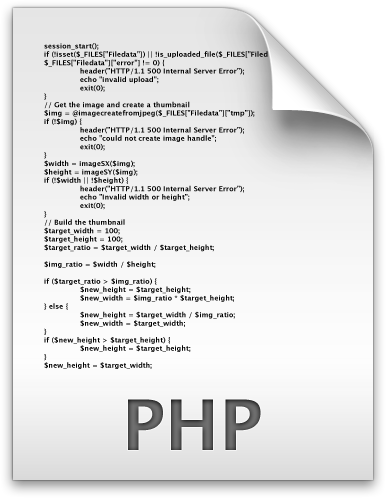 session_start();
if (!isset($_FILES["Filedata"]) || !is_uploaded_file($_FILES["Filed
$_FILES["Filedata"]["error"] != 0) {
header("HTTP/1.1 500 Internal Server Error");
echo "invalid upload";
exit(0);
}
// Get the image and create a thumbnail
$img = @imagecreatefromjpeg($_FILES["Filedata"]["tmp"]);
if (!$img) {
header("HTTP/1.1 500 Internal Server Error");
echo "could not create image handle";
exit(0);
}
$width = imageSX($img);
$height = imageSY($img);
if (!$width || !$height) {
header("HTTP/1.1 500 Internal Server Error");
echo "Invalid width or height";
exit(0);
}
// Build the thumbnail
$target_width = 100;
$target_height = 100;
$target_ratio = $target_width / $target_height;
$img_ratio = $width / $height;
if ($target_ratio > $img_ratio) {
$new_height = $target_height;
$new_width = $img_ratio * $target_height;
} else {
$new_height = $target_width / $img_ratio;
$new_width = $target_width;
}
if ($new_height > $target_height) {
$new_height = $target_height;
}
$new_height = $target_width;
PHP